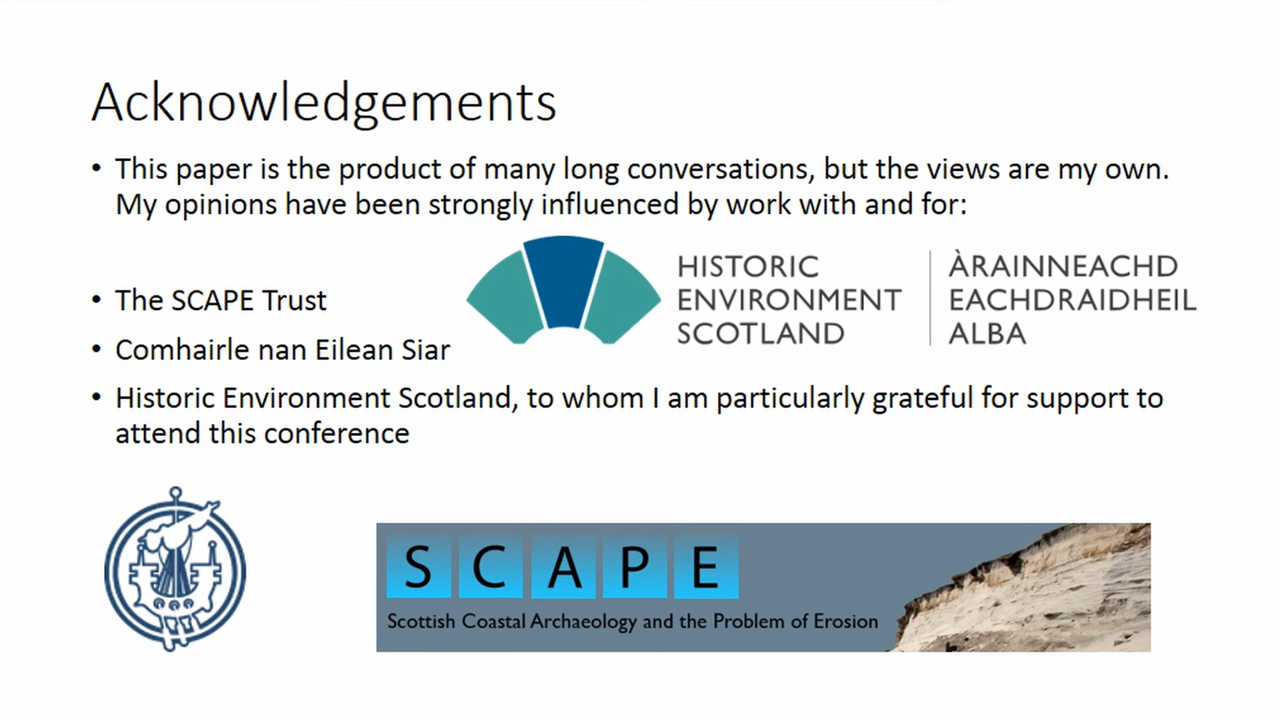 Acknowledgements
• This paper is the product of many long conversations, but the views are my own.
My opinions have been strongly influenced by work with and for:
HISTORIC
ENVIRONMENT
SCOTLAND
ÀRAINNEACHD
EACHDRAIDHEIL
ALBA
• The SCAPE Trust
• Comhairle nan Eilean Siar
• Historic Environment Scotland, to whom I am particularly grateful for support to
attend this conference
SCAPE
Scottish Coastal Archaeology and the Problem of Erosion